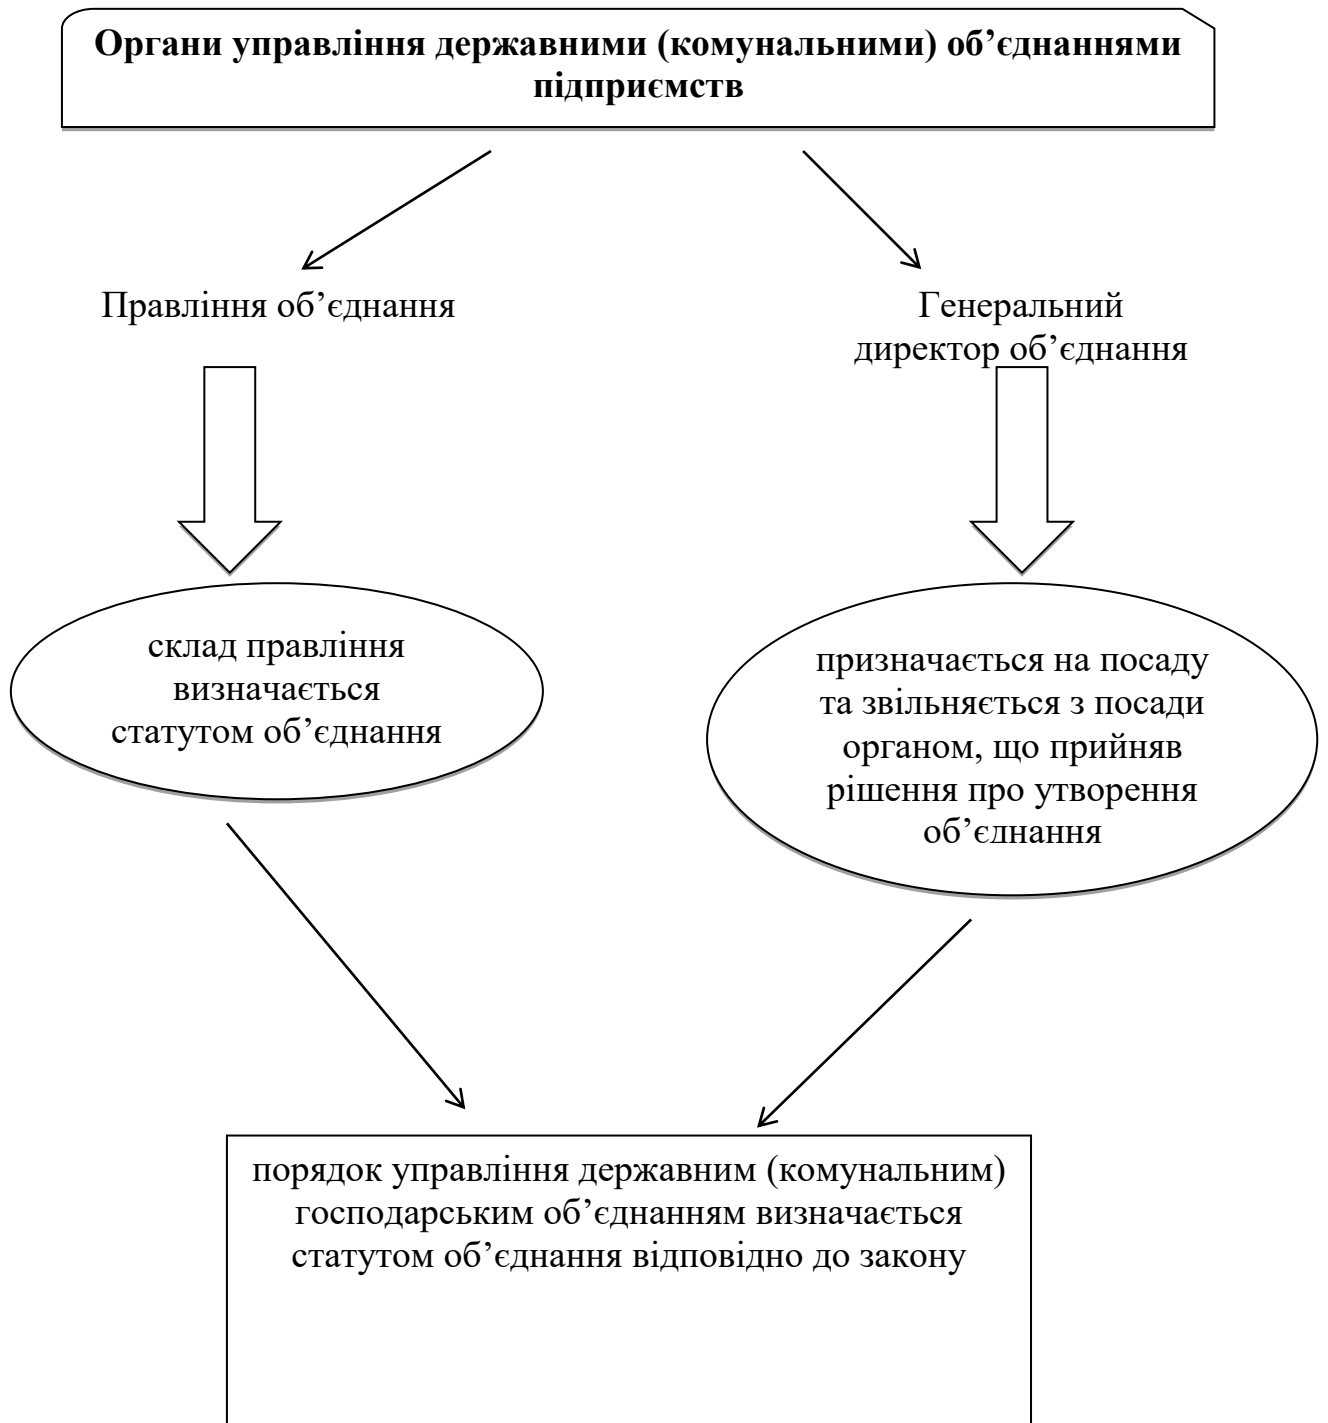 Органи управління державними (комунальними) об’єднаннями
підприємств
Правління об’єднання
Генеральний
директор об’єднання
склад правління
визначається
статутом об’єднання
призначається на посаду
та звільняється з посади
органом, що прийняв
рішення про утворення
об’єднання
порядок управління державним (комунальним)
господарським об’єднанням визначається
статутом об’єднання відповідно до закону